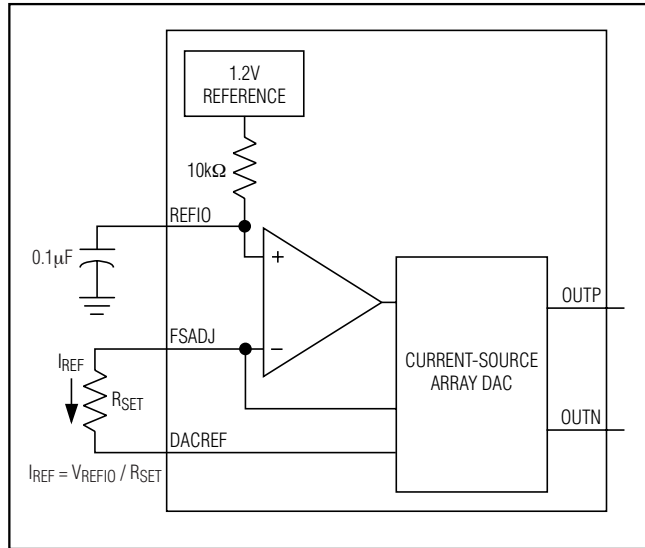 1.2V
REFERENCE
10kΩ
REFIO
0.1µF
+
OUTP
FSADJ
−
CURRENT-SOURCE
ARRAY DAC
IREF
RSET
OUTN
DACREF
IREF = VREFIO / RSET